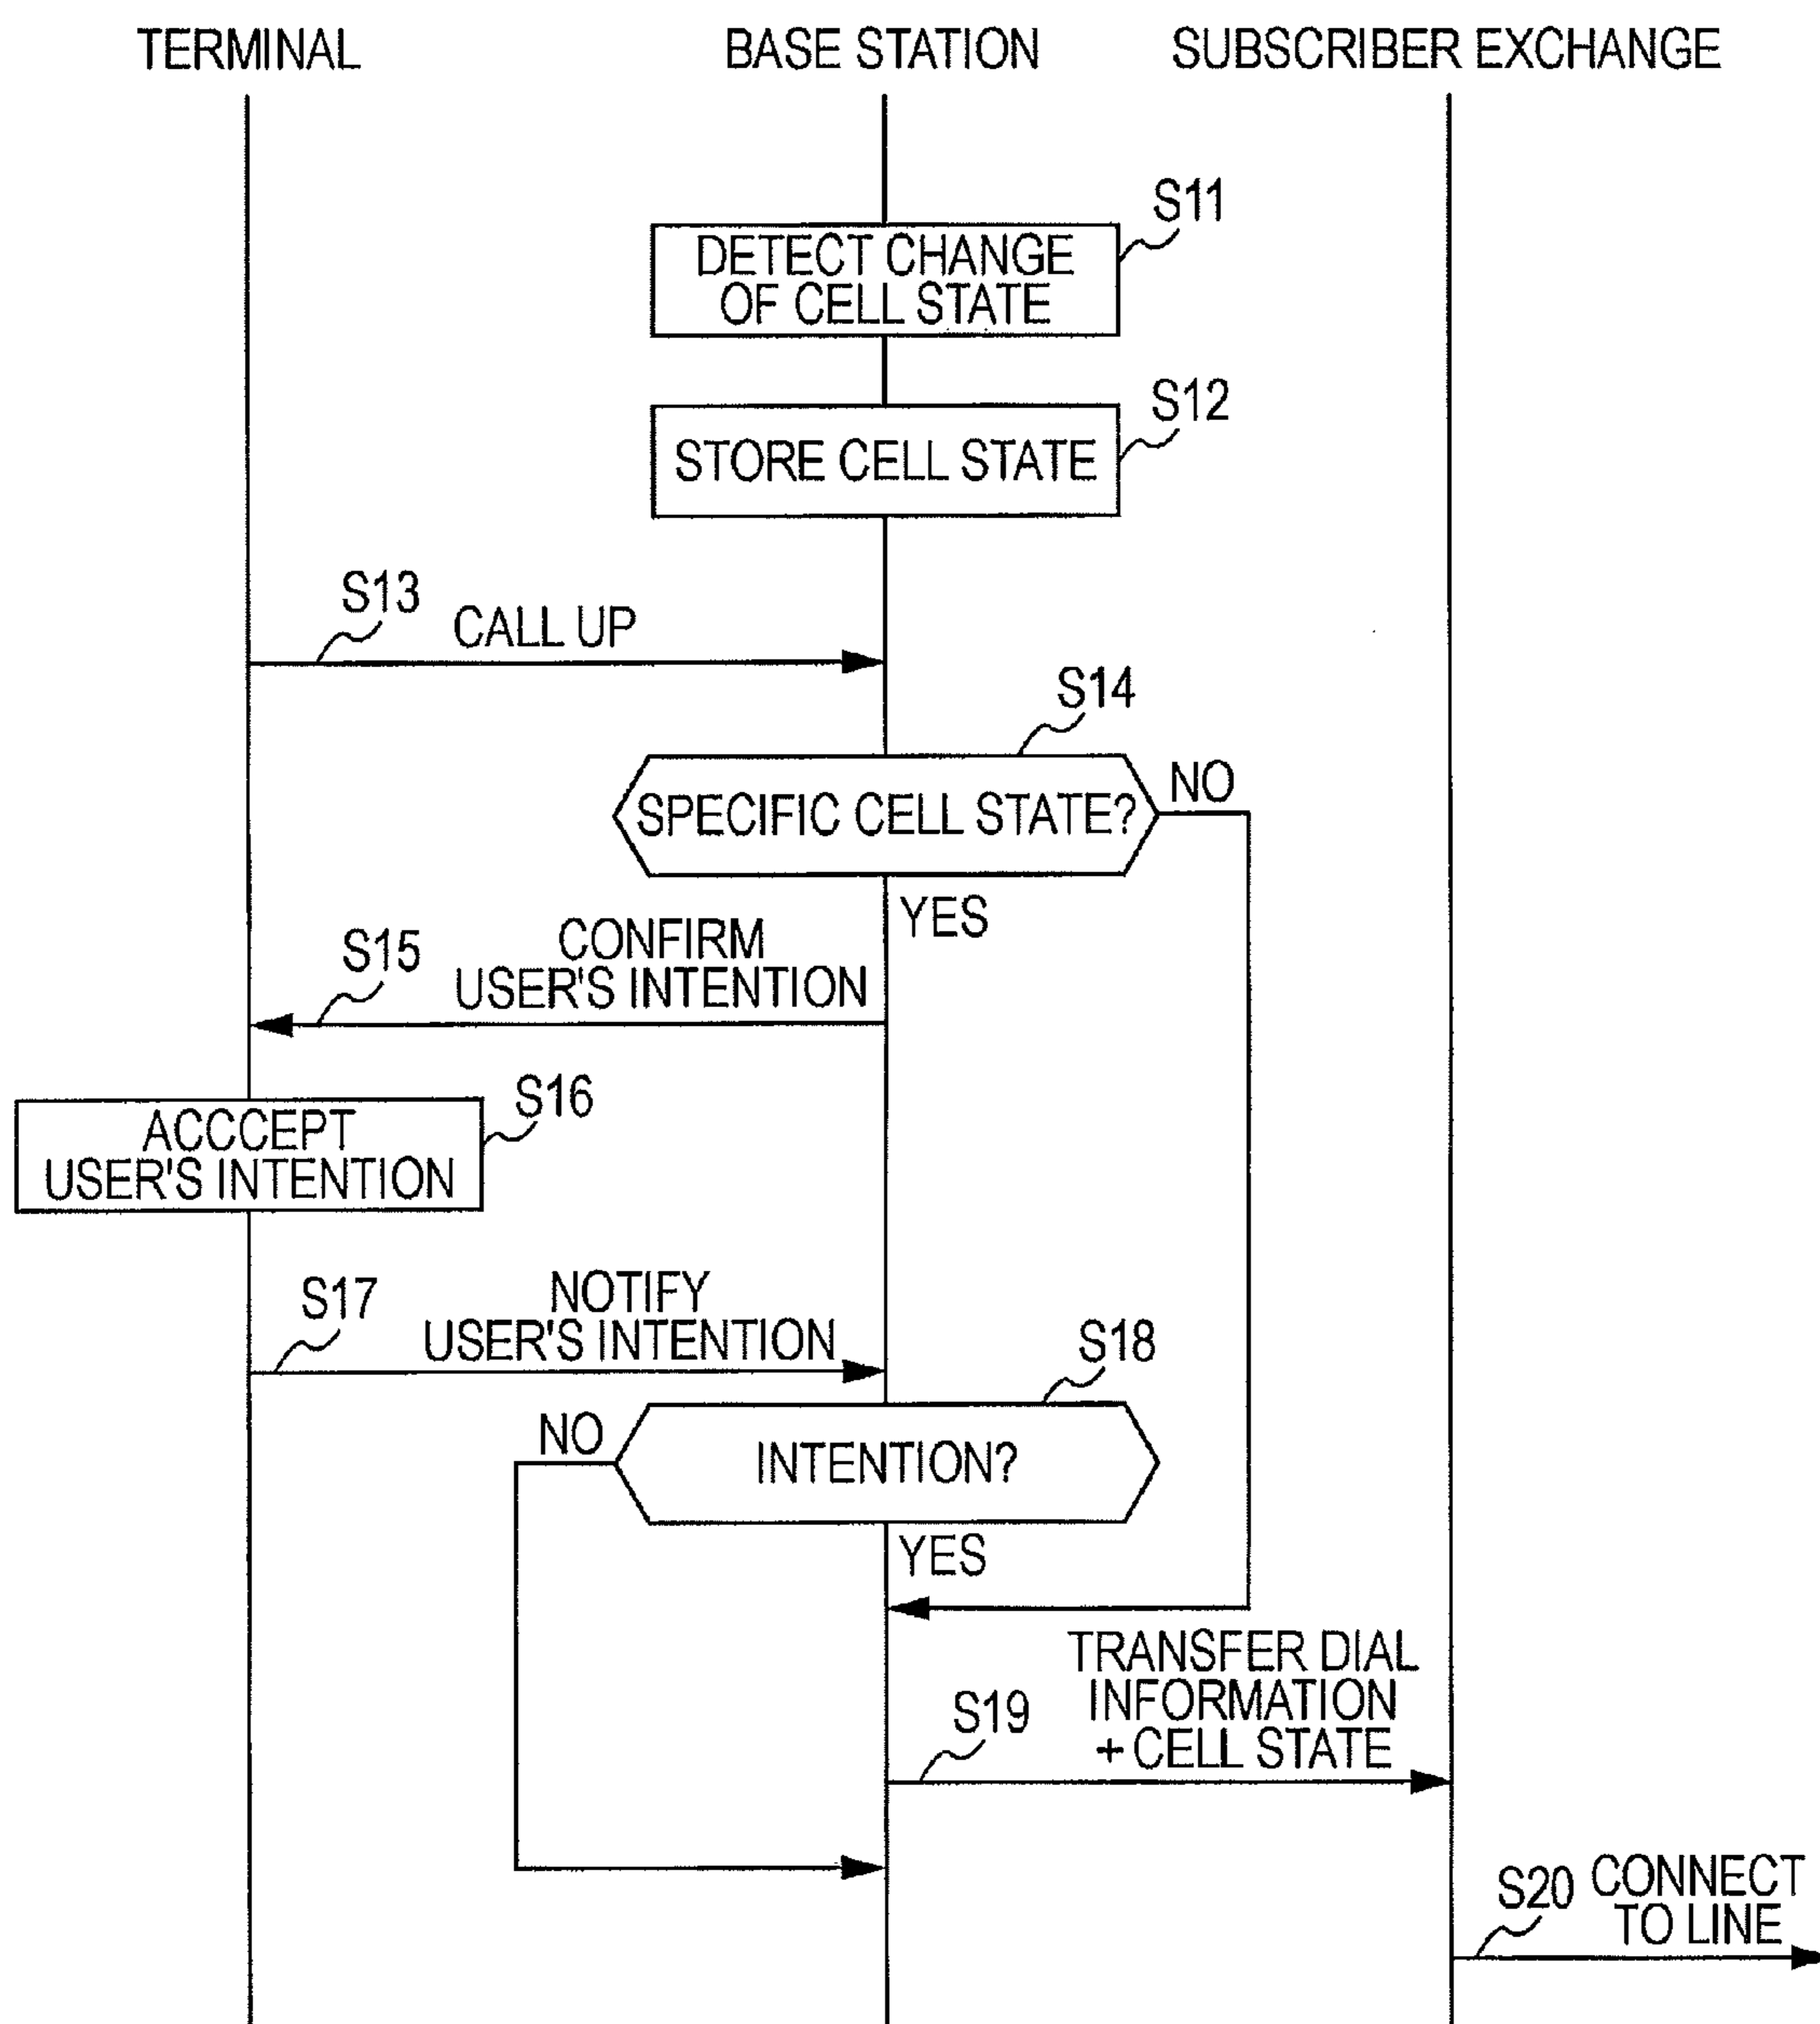 TERMINAL
BASE STATION
SUBSCRIBER EXCHANGE
S11
DETECT CHANGE
OF CELL STATE
S12
STORE CELL STATE
S13
CALL UP
S14
SPECIFIC CELL STATE?
NO
YES
S15
CONFIRM
USER'S INTENTION
S16
ACCCEPT
USER'S INTENTION
S17
NOTIFY
USER'S INTENTION
S18
NO
INTENTION?
YES
TRANSFER DIAL
INFORMATION
+ CELL STATE
S19
S20
CONNECT
TO LINE